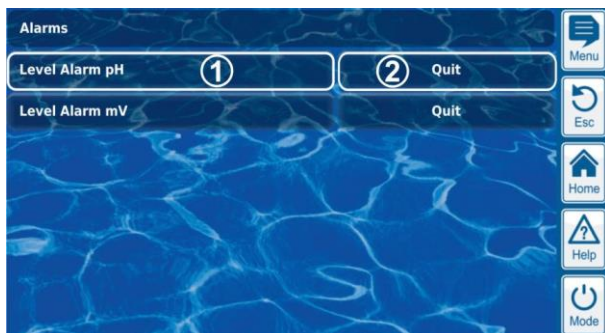 Alarms
Level Alarm pH 1 2 Quit
Level Alarm mV Quit
Menu
Esc
Home
Help
Mode